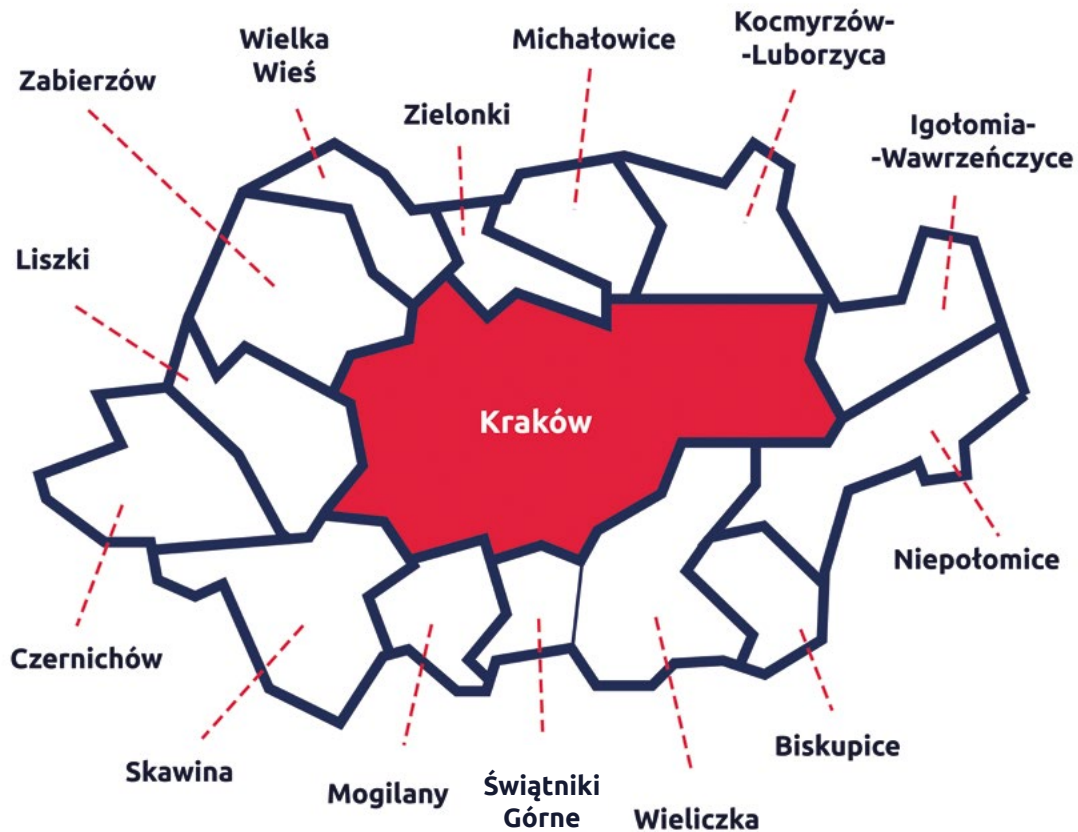 Kocmyrzów-
-Luborzyca
Wielka
Wieś
Michałowice
Zabierzów
Zielonki
Igołomia-
-Wawrzeńczyce
Liszki
Kraków
Niepołomice
Czernichów
Skawina
Biskupice
Mogilany
Świątniki
Górne
Wieliczka